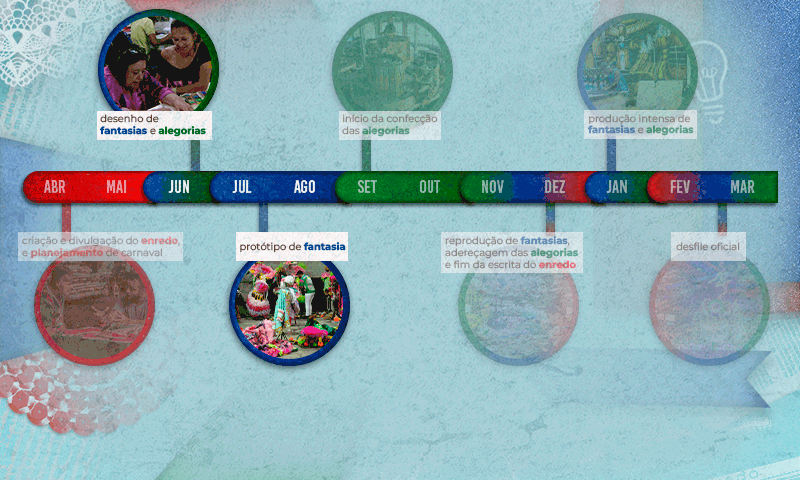 desenho de
fantasias e alegorias
início da confecção
das alegorias
produção intensa de
fantasias e alegorias
ABR MAI JUN JUL AGO SET OUT NOV DEZ JAN FEV MAR
criação e divulgação do enredo,
e planejamento de carnaval
protótipo de fantasia
reprodução de fantasias,
adereçagem das alegorias
e fim da escrita do enredo
desfile oficial